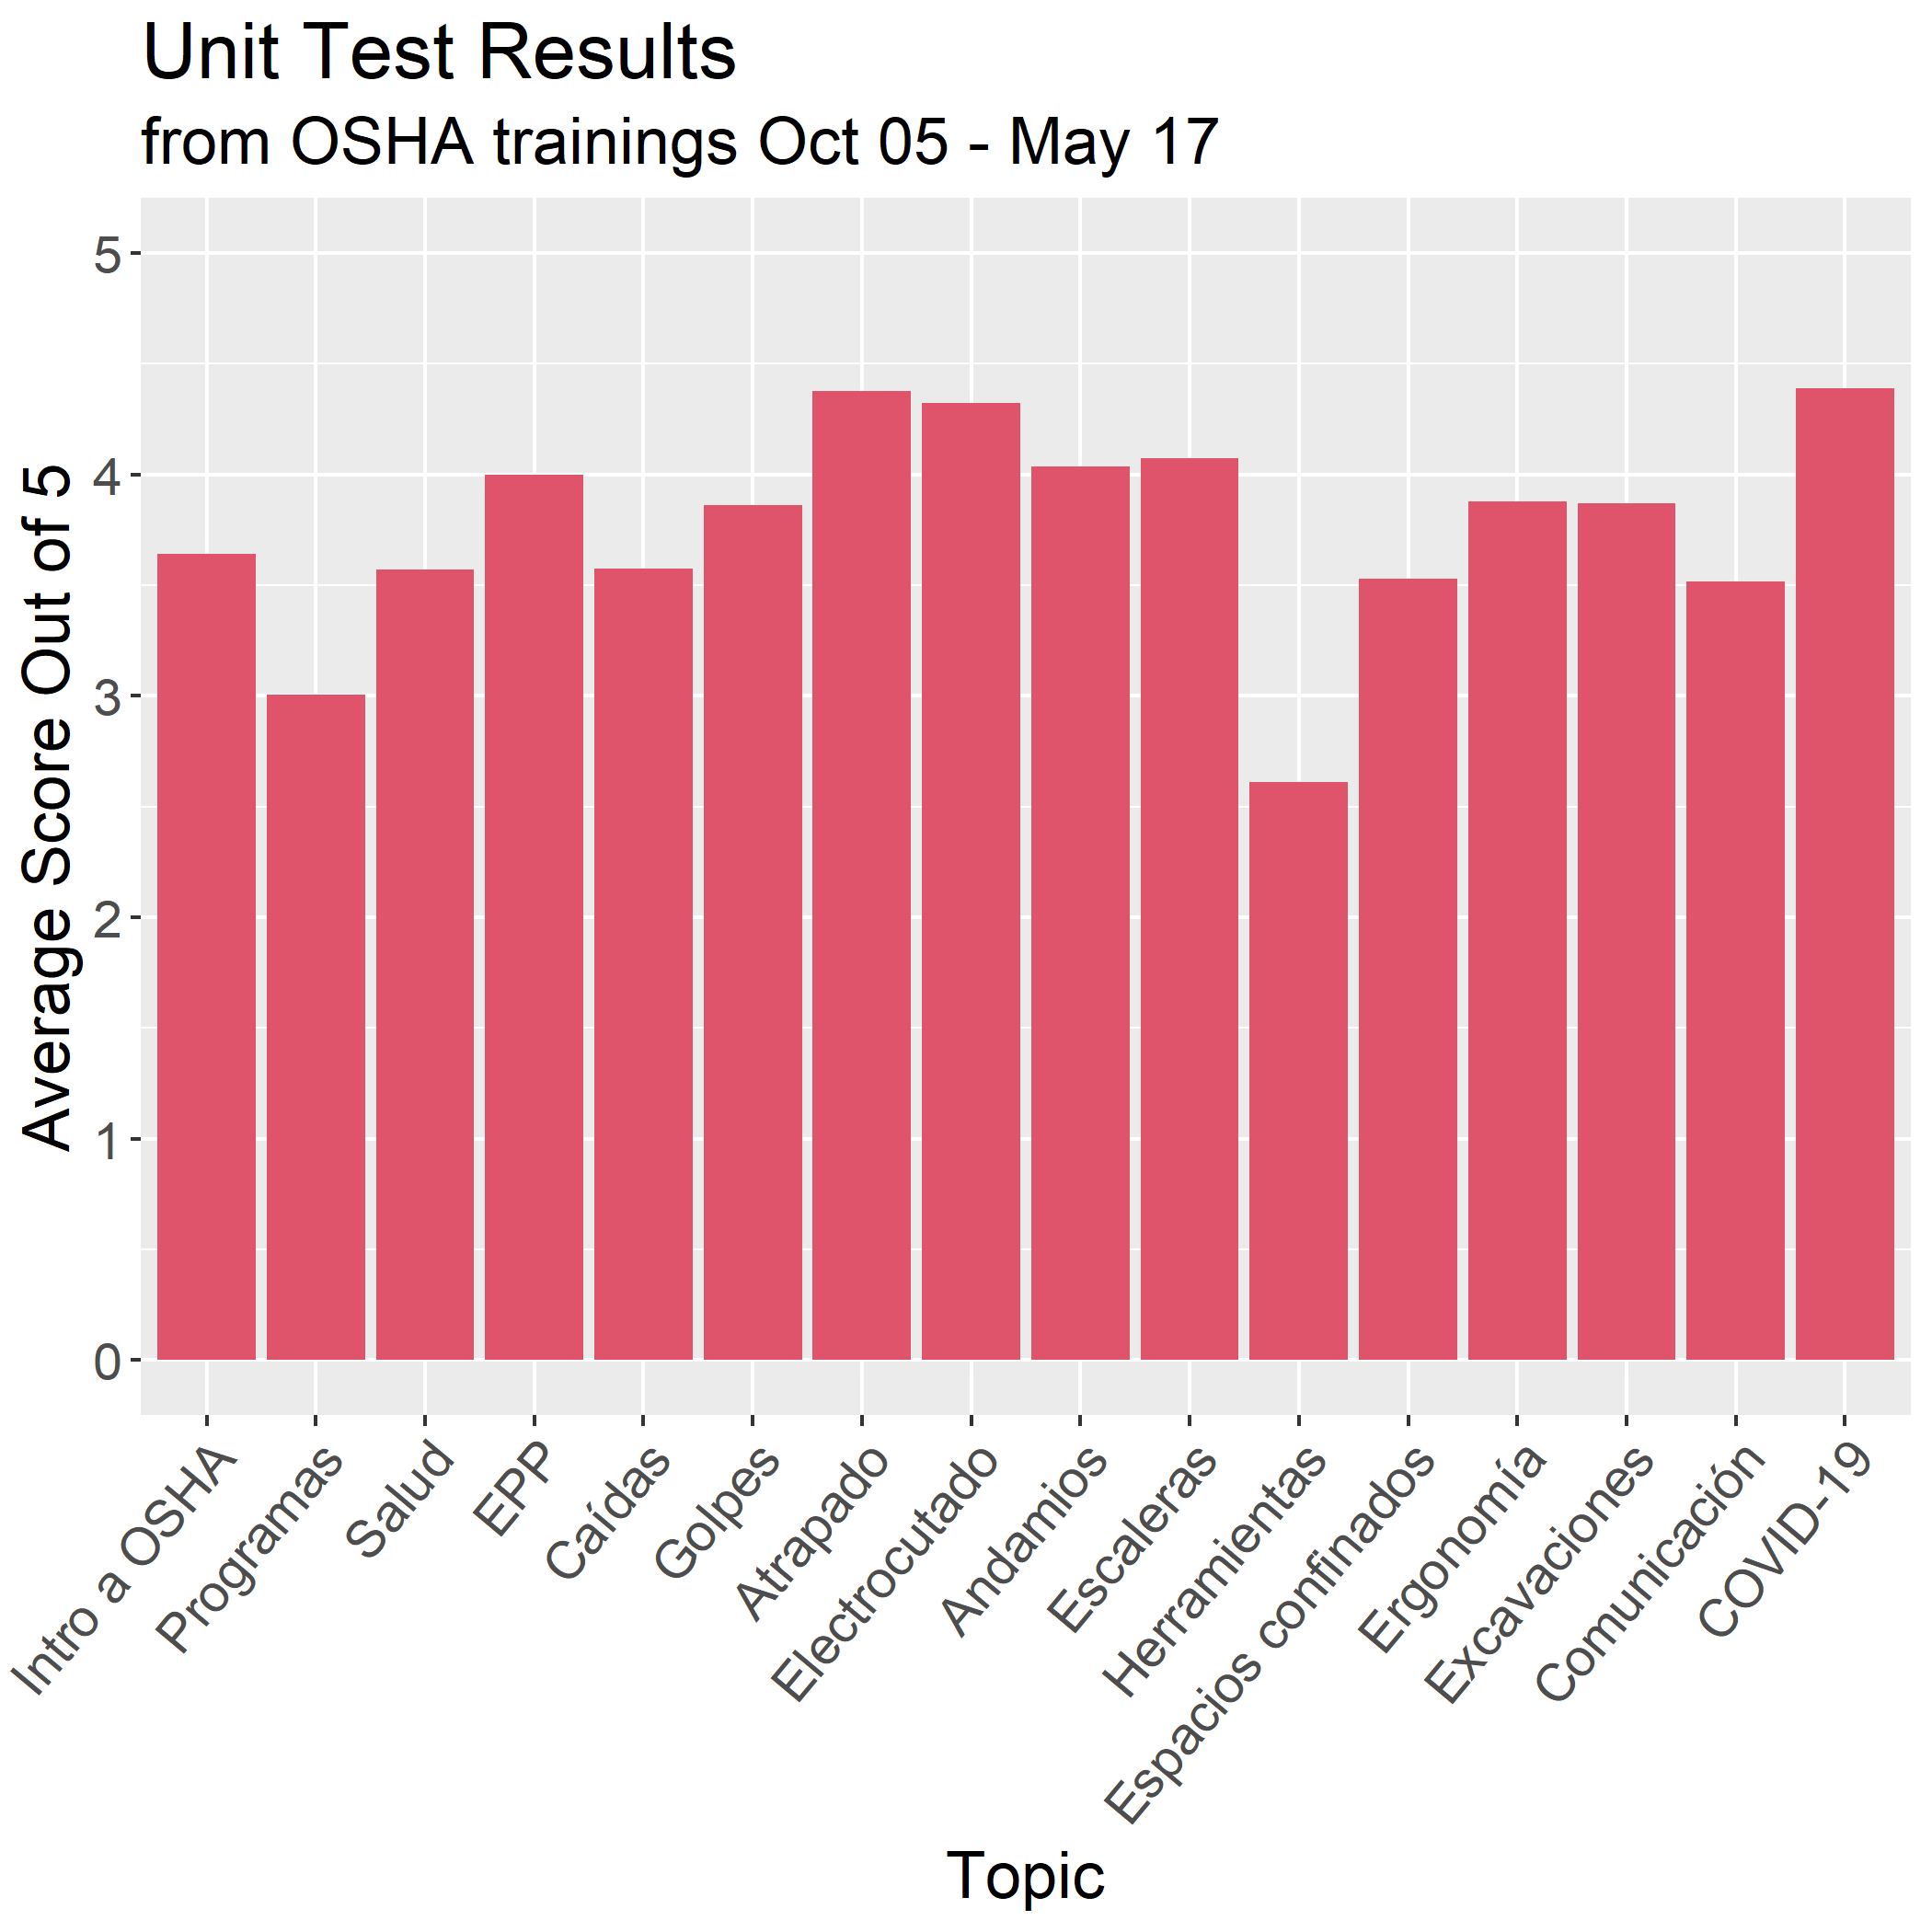 Unit Test Results
from OSHA trainings Oct 05 - May 17
Average Score Out of 5
5
4
3
2
1
0
Intro a OSHA
Programas
Salud
EPP
Caídas
Golpes
Atrapado
Electrocutado
Andamios
Escaleras
Herramientas
Espacios confinados
Ergonomía
Excavaciones
Comunicación
COVID-19
Topic